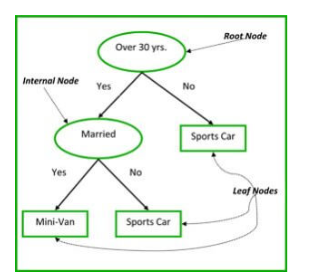 Root Node
Over 30 yrs.
Internal Node
Yes
No
Married
Sports Car
Yes
No
Leaf Nodes
Mini-Van
Sports Car